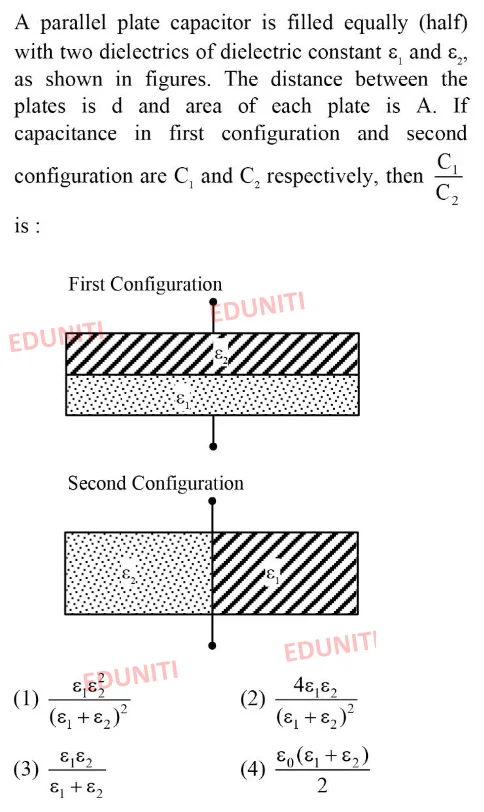 A parallel plate capacitor is filled equally (half)
with two dielectrics of dielectric constant ε₁ and ε₂,
as shown in figures. The distance between the
plates is d and area of each plate is A. If
capacitance in first configuration and second
configuration are C₁ and C₂ respectively, then C₁/C₂
is :
First Configuration
EDUNITI
EDUNITI
ε₂
ε₁
Second Configuration
ε₂
ε₁
EDUNITI
EDUNITI
(1) ε₁ε₂²/(ε₁ + ε₂)²
(2) 4ε₁ε₂/(ε₁ + ε₂)²
(3) ε₁ε₂/ε₁ + ε₂
(4) ε₀(ε₁ + ε₂)/2